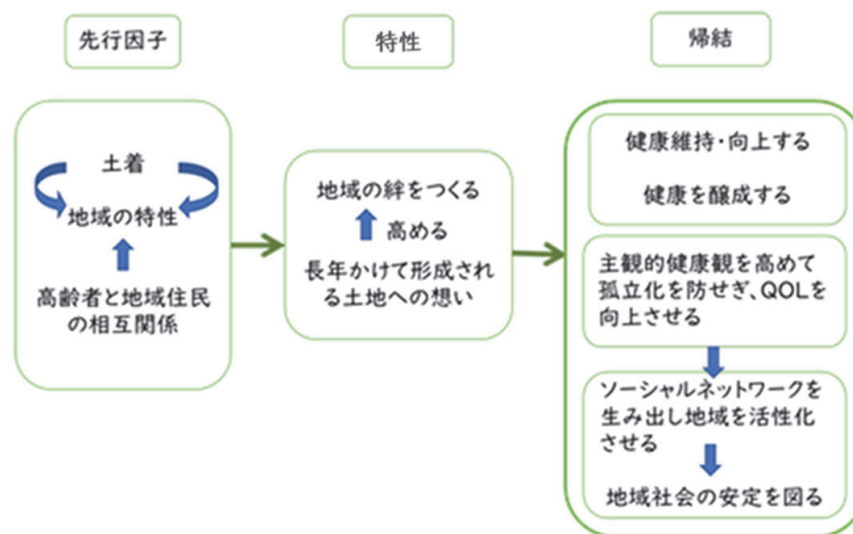 先行因子
特性
帰結
土着
地域の特性
高齢者と地域住民
の相互関係
地域の絆をつくる
高める
長年かけて形成され
る土地への想い
健康維持・向上する
健康を醸成する
主観的健康観を高めて
孤立化を防せぎ、QOLを
向上させる
ソーシャルネットワークを
生み出し地域を活性化
させる
地域社会の安定を図る